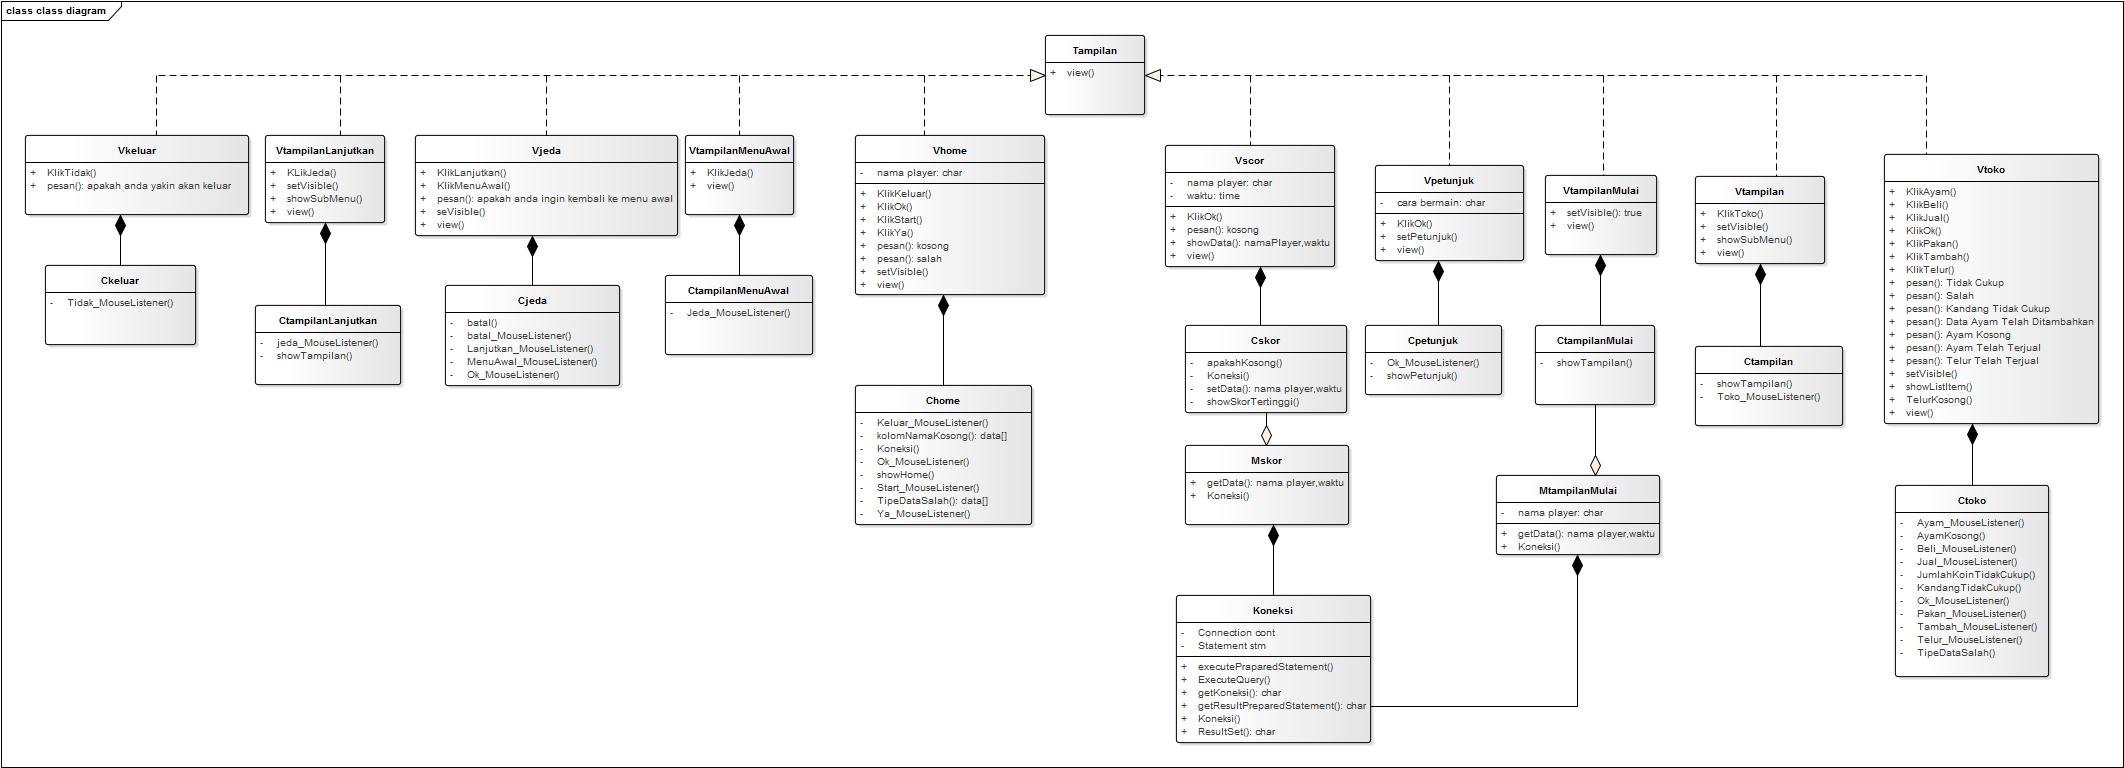 class class diagram
Tampilan
+ view()
Vkeluar
+ KlikTidak()
+ pesan(): apakah anda yakin akan keluar
VtampilanLanjutkan
+ KLikJeda()
+ setVisible()
+ showSubMenu()
+ view()
Vjeda
+ KlikLanjutkan()
+ KlikMenuAwal()
+ pesan(): apakah anda ingin kembali ke menu awal
+ seVisible()
+ view()
VtampilanMenuAwal
+ KlikJeda()
+ view()
Vhome
- nama player: char
+ KlikKeluar()
+ KlikOk()
+ KlikStart()
+ KlikYa()
+ pesan(): kosong
+ pesan(): salah
+ setVisible()
+ view()
Vscor
- nama player: char
- waktu: time
+ KlikOk()
+ pesan(): kosong
+ showData(): namaPlayer,waktu
+ view()
Vpetunjuk
- cara bermain: char
+ KlikOk()
+ setPetunjuk()
+ view()
VtampilanMulai
+ setVisible(): true
+ view()
Vtampilan
+ KlikToko()
+ setVisible()
+ showSubMenu()
+ view()
Vtoko
+ KlikAyam()
+ KlikBeli()
+ KlikJual()
+ KlikOk()
+ KlikPakan()
+ KlikTambah()
+ KlikTelur()
+ pesan(): Tidak Cukup
+ pesan(): Salah
+ pesan(): Kandang Tidak Cukup
+ pesan(): Data Ayam Telah Ditambahkan
+ pesan(): Ayam Kosong
+ pesan(): Ayam Telah Terjual
+ pesan(): Telur Telah Terjual
+ setVisible()
+ showListItem()
+ TelurKosong()
+ view()
Ckeluar
- Tidak_MouseListener()
CtampilanLanjutkan
- jeda_MouseListener()
- showTampilan()
Cjeda
- batal()
- batal_MouseListener()
- Lanjutkan_MouseListener()
- MenuAwal_MouseListener()
- Ok_MouseListener()
CtampilanMenuAwal
- Jeda_MouseListener()
Chome
- Keluar_MouseListener()
- kolomNamaKosong(): data[]
- Koneksi()
- Ok_MouseListener()
- showHome()
- Start_MouseListener()
- TipeDataSalah(): data[]
- Ya_MouseListener()
Cskor
- apakahKosong()
- Koneksi()
- setData(): nama player,waktu
- showSkorTertinggi()
Cpetunjuk
- Ok_MouseListener()
- showPetunjuk()
CtampilanMulai
- showTampilan()
Ctampilan
- showTampilan()
- Toko_MouseListener()
Mskor
+ getData(): nama player,waktu
+ Koneksi()
MtampilanMulai
- nama player: char
+ getData(): nama player,waktu
+ Koneksi()
Ctoko
- Ayam_MouseListener()
- AyamKosong()
- Beli_MouseListener()
- Jual_MouseListener()
- JumlahKoinTidakCukup()
- KandangTidakCukup()
- Ok_MouseListener()
- Pakan_MouseListener()
- Tambah_MouseListener()
- Telur_MouseListener()
- TipeDataSalah()
Koneksi
- Connection cont
- Statement stm
+ executePraparedStatement()
+ ExecuteQuery()
+ getKoneksi(): char
+ getResultPreparedStatement(): char
+ Koneksi()
+ ResultSet(): char